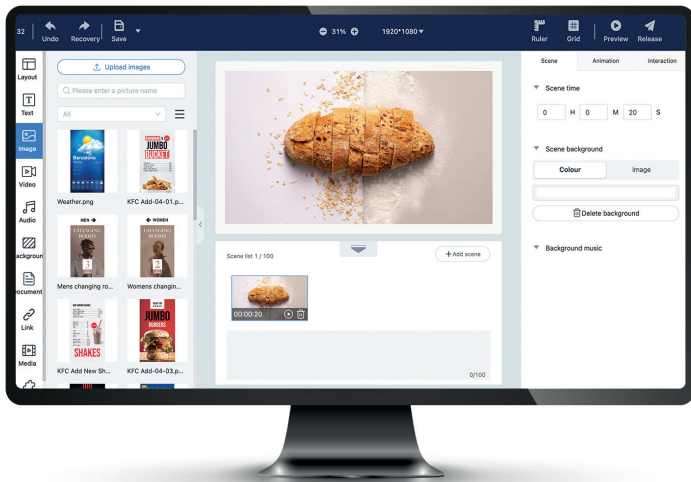 32
Undo
Recovery
Save
31%
1920*1080
Ruler
Grid
Preview
Release
Layout
Text
Image
Video
Audio
ackgroun
ocument
Link
Media
Upload images
Please enter a picture name
All
Barcelona
Weather.png
JUMBO
BUCKET
KFC Add-04-01.p...
MEN →
CHANGING
ROOMS
3
Mens changing ro...
← WOMEN
CHANGING
ROOMS
Womens changin...
SHAKES
KFC Add New Sh...
JUMBO
BURGERS
KFC Add-04-03.p...
Scene list 1 / 100
+Add scene
00:00:20
0/100
Scene
Animation
Interaction
Scene time
0 H 0 M 20 S
Scene background
Colour
Image
Delete background
Background music